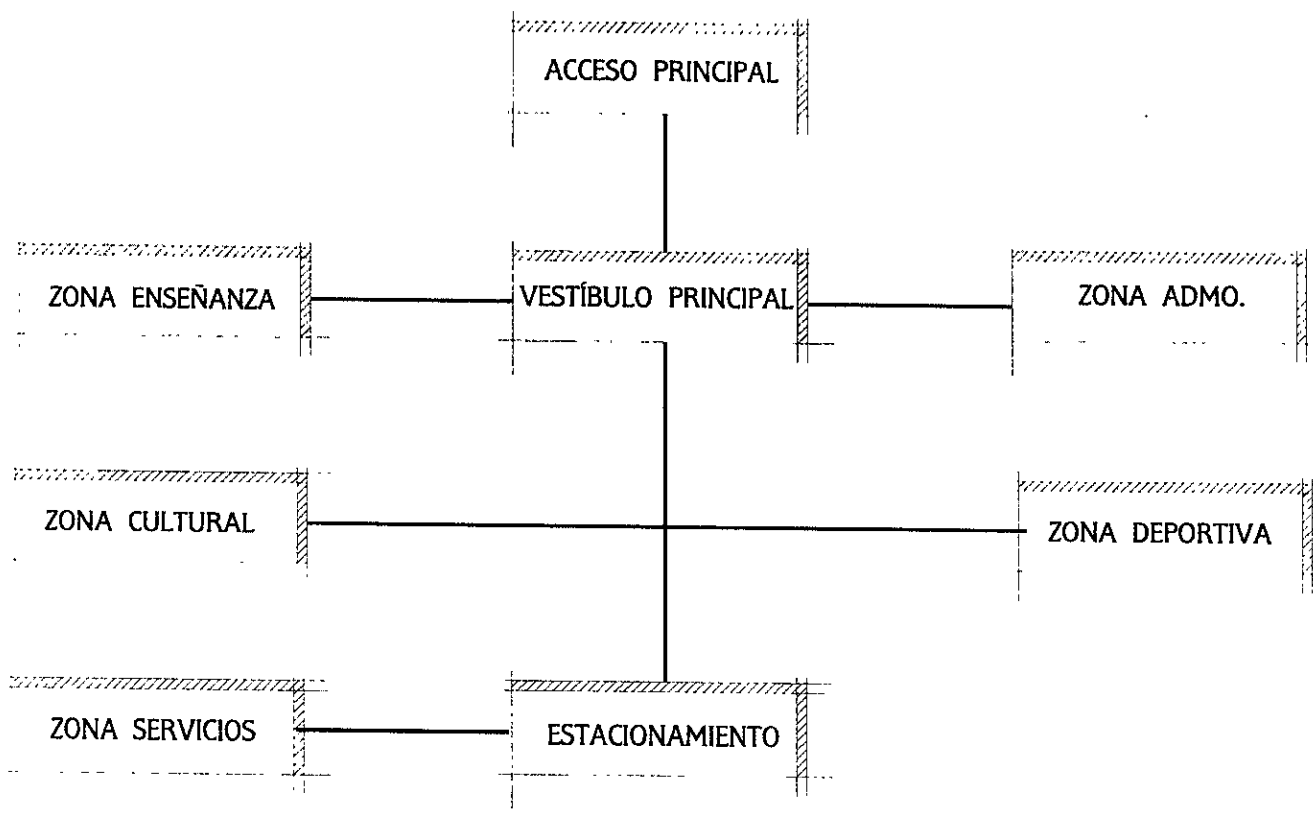 ACCESO PRINCIPAL
ZONA ENSEÑANZA
VESTÍBULO PRINCIPAL
ZONA ADMO.
ZONA CULTURAL
ZONA DEPORTIVA
ZONA SERVICIOS
ESTACIONAMIENTO